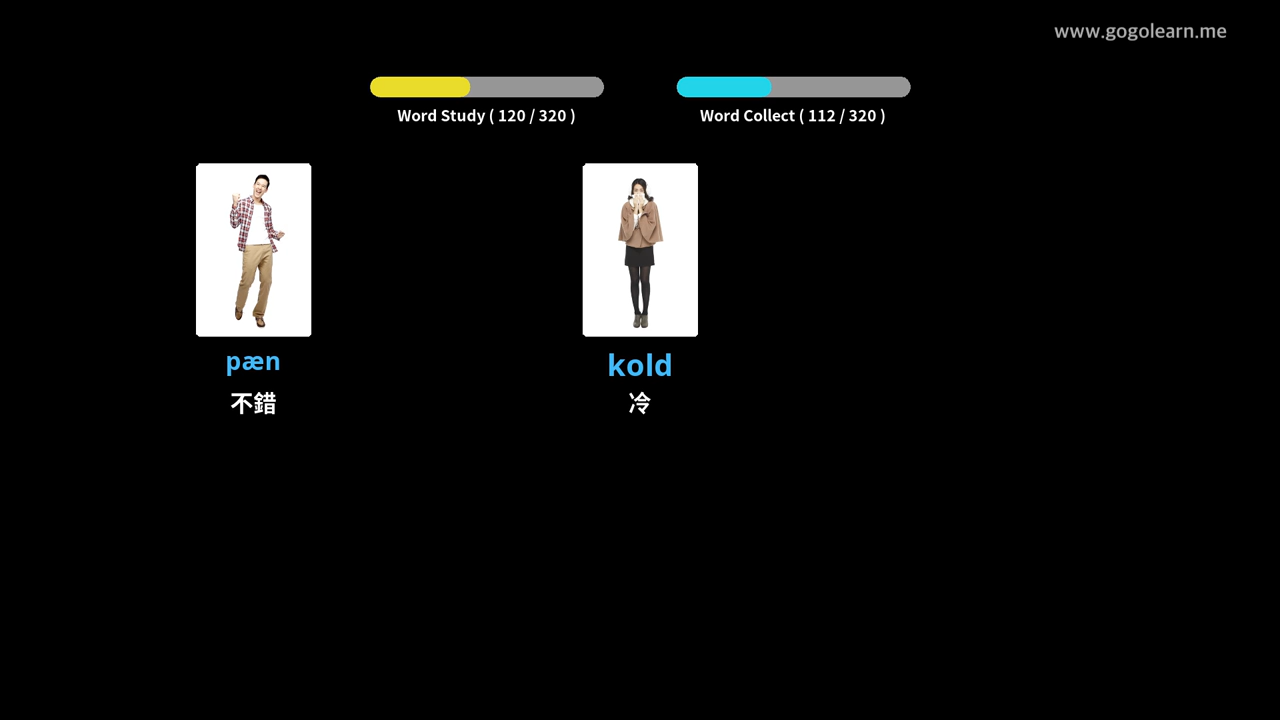 www.gogolearn.me
Word Study ( 120 / 320 )
Word Collect ( 112 / 320 )
pæn
kold
不錯
冷